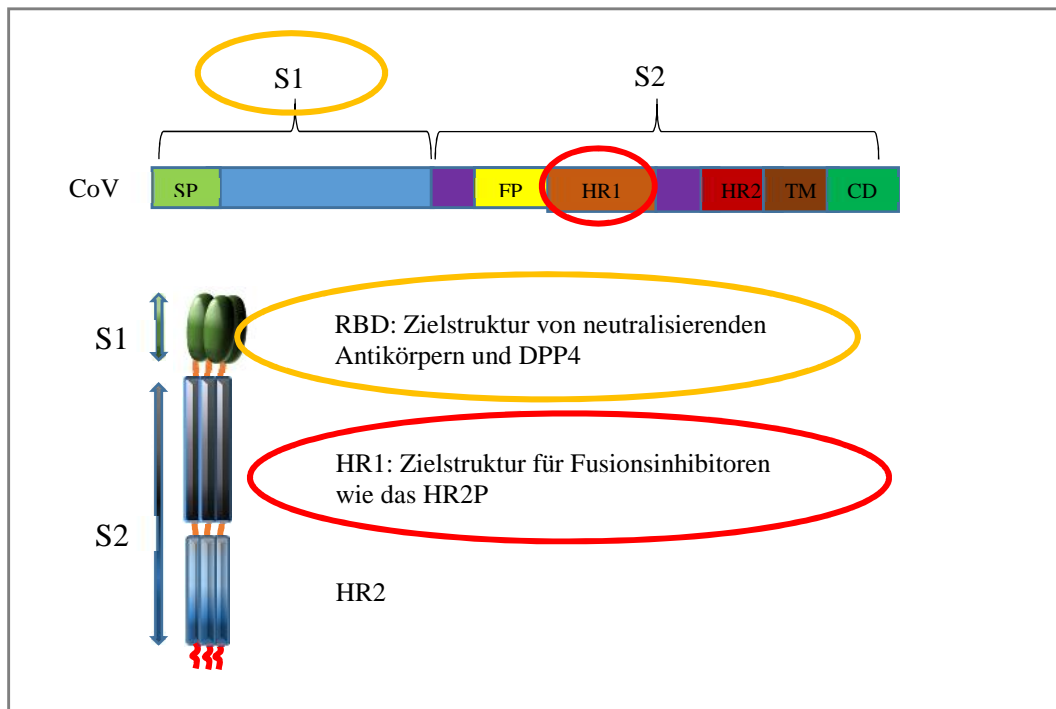 S1
S2
CoV
SP
FP
HR1
HR2
TM
CD
S1
RBD: Zielstruktur von neutralisierenden
Antikörpern und DPP4
HR1: Zielstruktur für Fusionsinhibitoren
wie das HR2P
S2
HR2